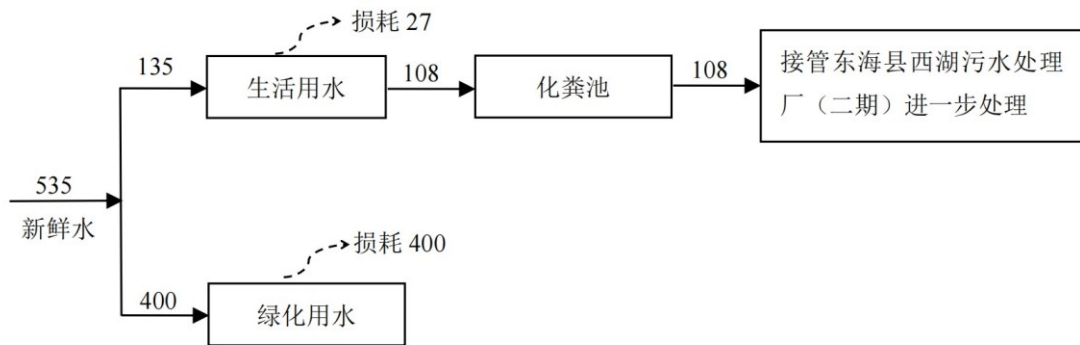 损耗 27
135
生活用水
108
化粪池
108
接管东海县西湖污水处理
厂（二期）进一步处理
535
新鲜水
损耗 400
400
绿化用水